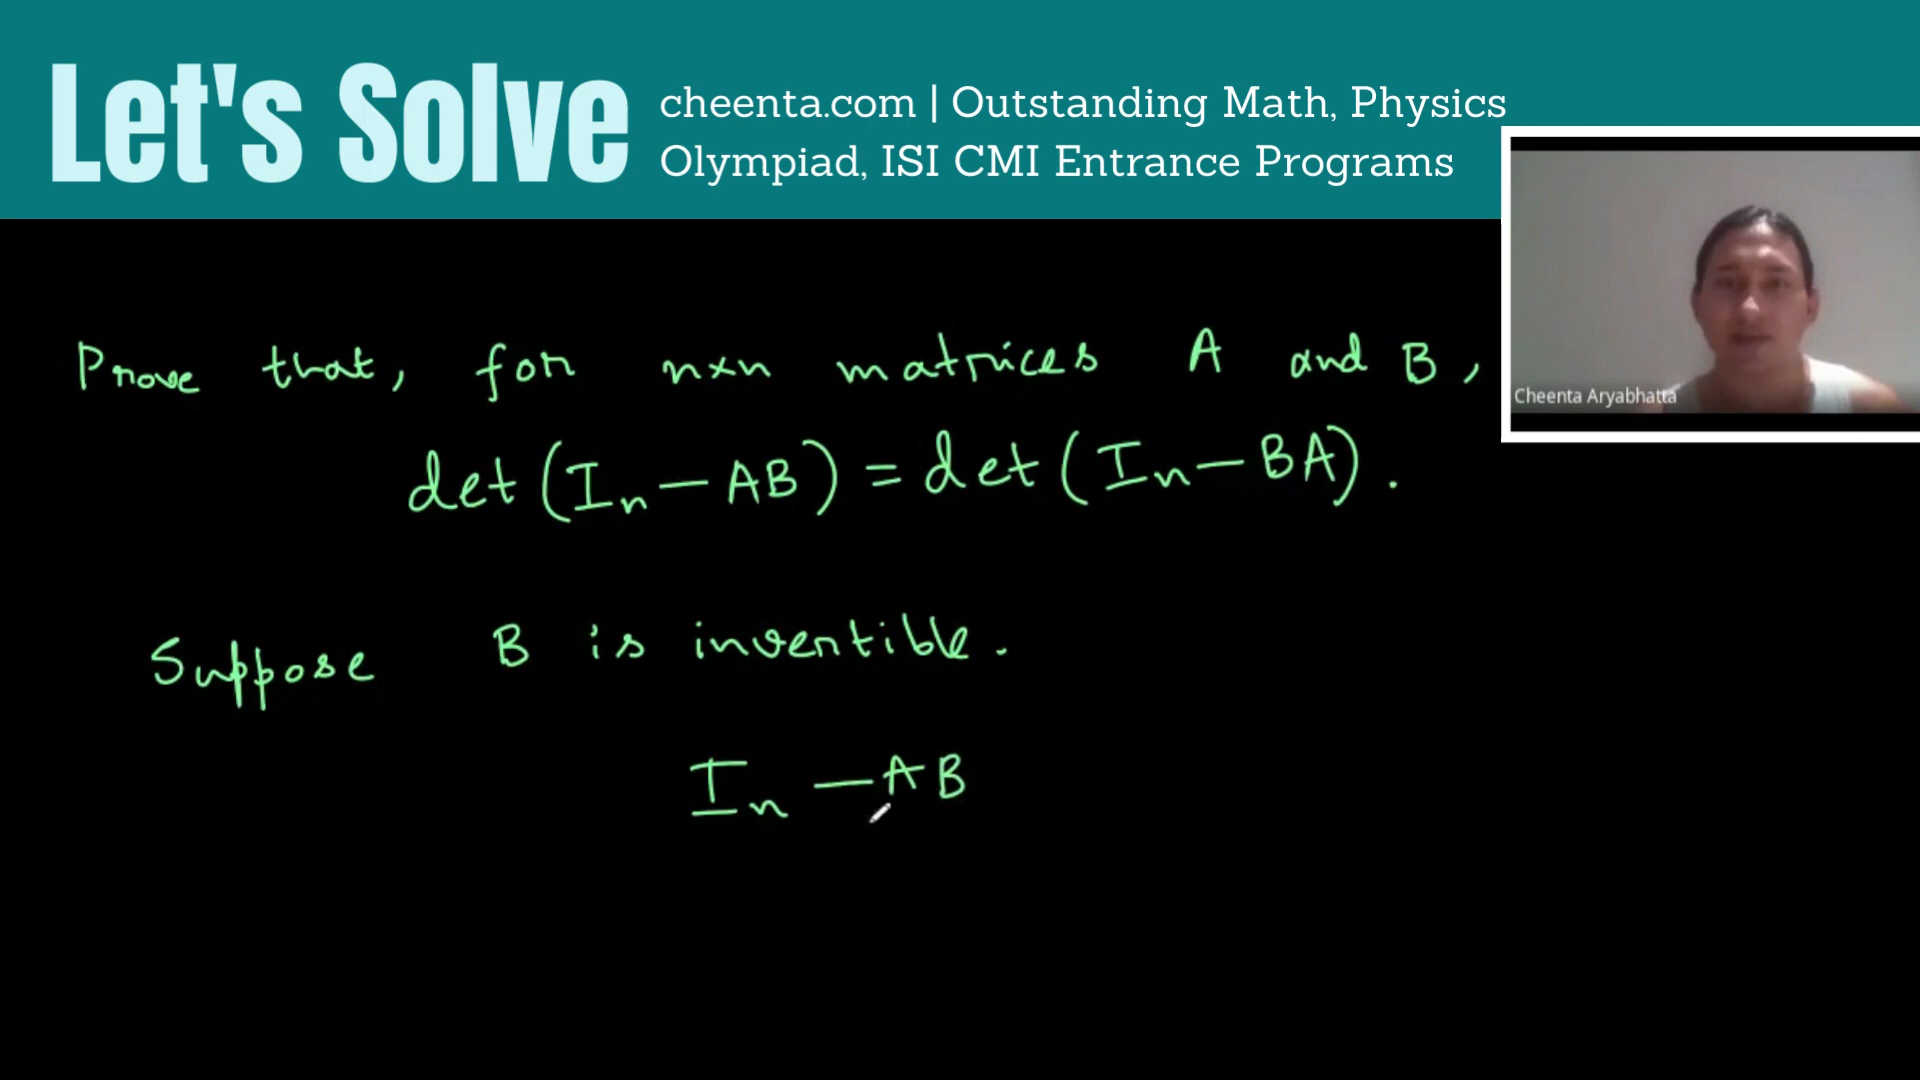 Let's Solve
cheenta.com | Outstanding Math, Physics
Olympiad, ISI CMI Entrance Programs
Cheenta Aryabhatta
Prove that, for n×n matrices A and B,
det(Iₙ − AB) = det(Iₙ − BA).
Suppose B is invertible.
Iₙ − AB